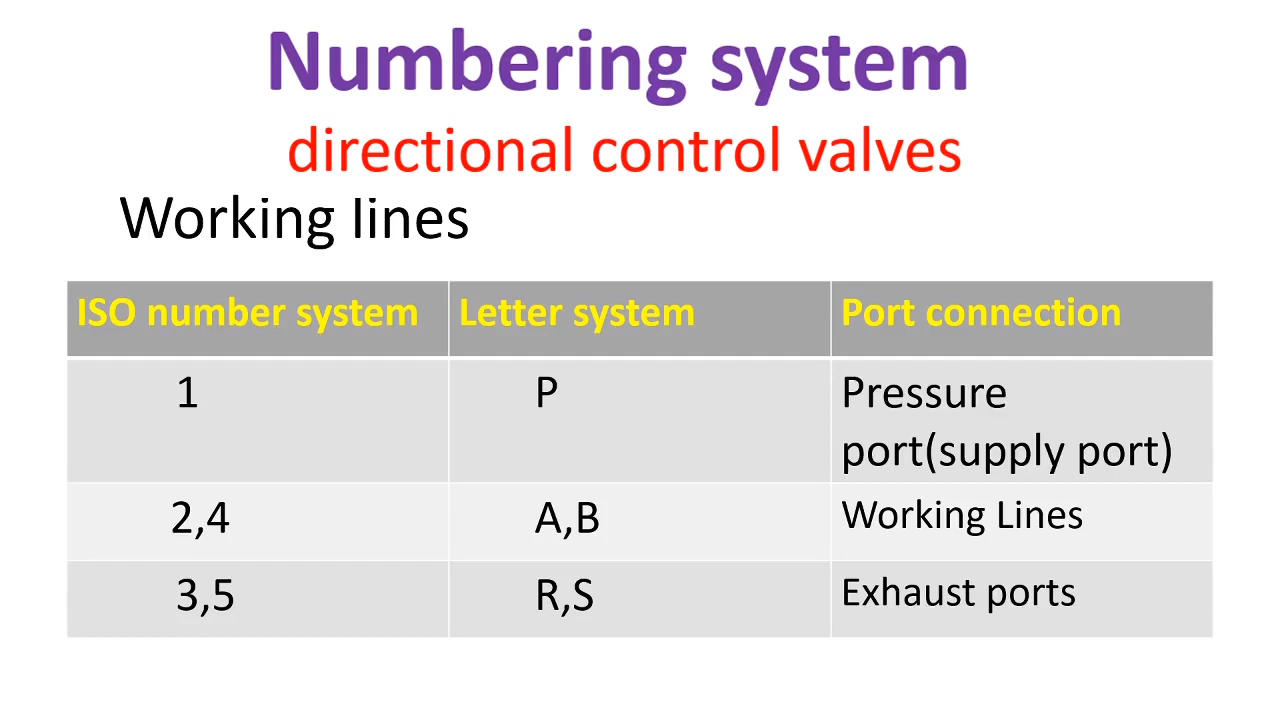 Numbering system
directional control valves
Working lines
ISO number system Letter system Port connection
1 P Pressure
port(supply port)
2,4 A,B Working Lines
3,5 R,S Exhaust ports